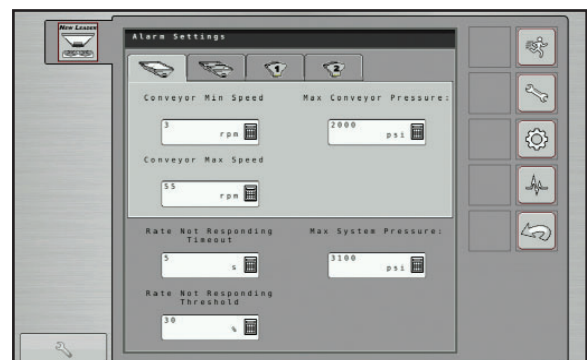 New Leader
Alarm Settings
1
2
Conveyor Min Speed
Max Conveyor Pressure:
3
rpm
2000
psi
Conveyor Max Speed
55
rpm
Rate Not Responding
Timeout
Max System Pressure:
5
s
3100
psi
Rate Not Responding
Threshold
30
%